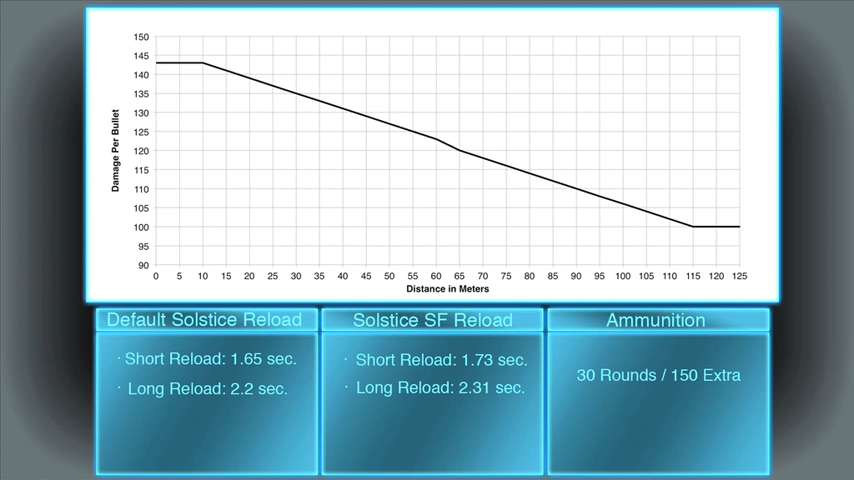 150
145
140
135
130
125
120
115
110
105
100
95
90
Damage Per Bullet
0 5 10 15 20 25 30 35 40 45 50 55 60 65 70 75 80 85 90 95 100 105 110 115 120 125
Distance in Meters
Default Solstice Reload
· Short Reload: 1.65 sec.
· Long Reload: 2.2 sec.
Solstice SF Reload
· Short Reload: 1.73 sec.
· Long Reload: 2.31 sec.
Ammunition
30 Rounds / 150 Extra